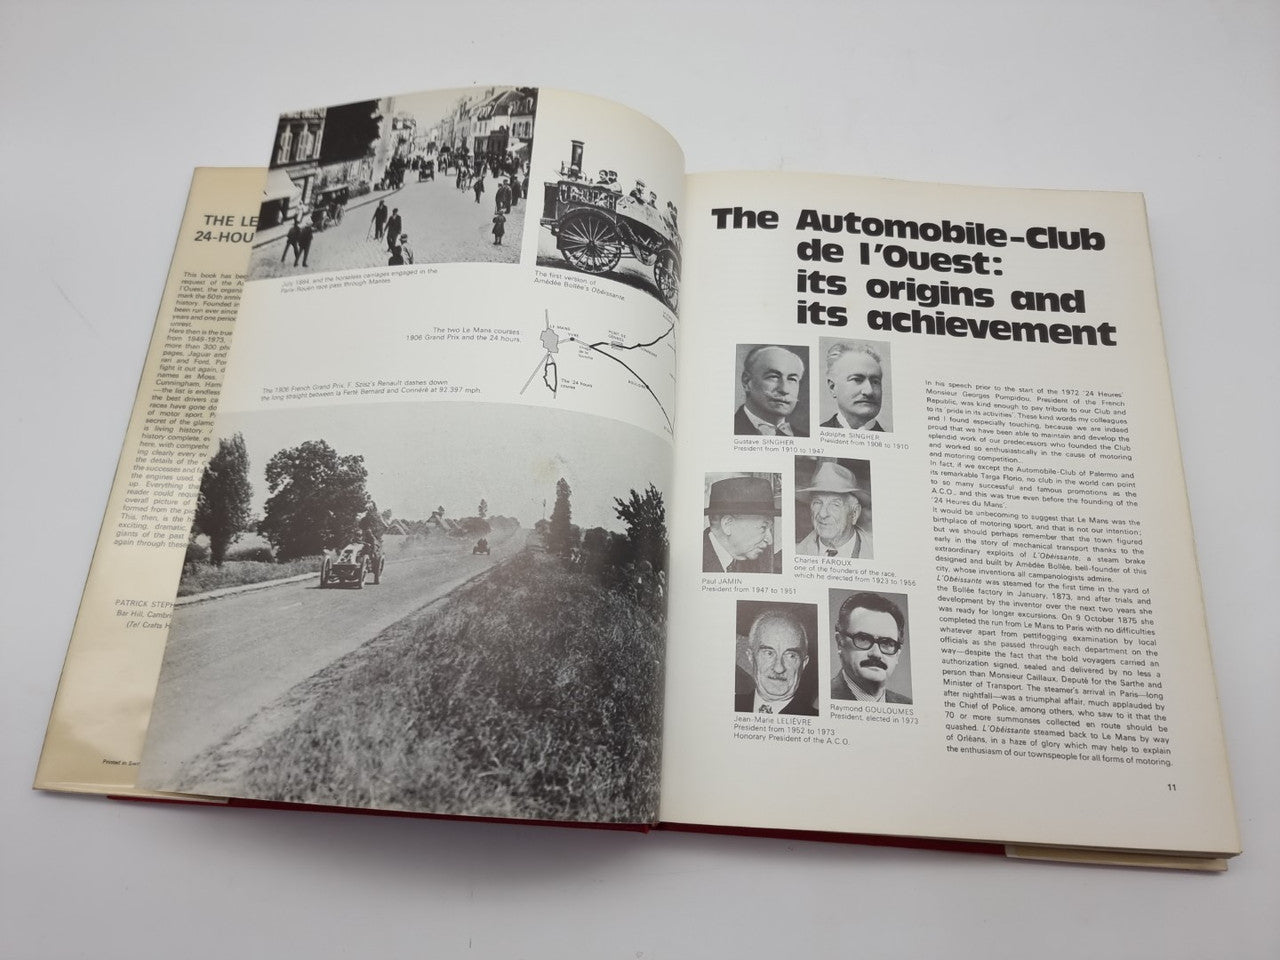 THE LE
24-HOU
This book has bee
request of the A
l'Ouest, the organi
mark the 50th anniv
history. Founded in
been run ever since
years and one period
unrest.
Here then is the true
from 1949-1973,
more than 300 ph
pages. Jaguar and
rari and Ford, Por
fight it out again, d
names as Moss,
Cunningham, Hami
—the list is endless
the best drivers ca
races have gone do
of motor sport. P
secret of the glamo
is living history.
history complete, ev
here, with comprehe
ing clearly every ev
the details of the c
the successes and fa
the engines used,
up. Everything the
reader could requi
overall picture of
formed from the pic
This, then, is the h
exciting, dramatic,
giants of the past
again through these
PATRICK STEPH
Bar Hill, Cambri
(Tel Crafts H
July 1894, and the horseless carriages engaged in the
Paris-Rouen race pass through Mantes
The first version of
Amédée Bollée's Obéissante.
The two Le Mans courses:
1906 Grand Prix and the 24 hours.
LE MANS
The '24 hours
course
The 1906 French Grand Prix. F. Szisz's Renault dashes down
the long straight between la Ferté Bernard and Connéré at 92.397 mph.
The Automobile-Club
de l'Ouest:
its origins and
its achievement
Gustave SINGHER
President from 1910 to 1947
Adolphe SINGHER
President from 1908 to 1910
Paul JAMIN
President from 1947 to 1951
Charles FAROUX
one of the founders of the race,
which he directed from 1923 to 1956
Jean-Marie LELIÈVRE
President from 1952 to 1973
Honorary President of the A.C.O.
Raymond GOULOUMES
President, elected in 1973
In his speech prior to the start of the 1972 '24 Heures'
Monsieur Georges Pompidou, President of the French
Republic, was kind enough to pay tribute to our Club and
to its 'pride in its activities'. These kind words my colleagues
and I found especially touching, because we are indeed
proud that we have been able to maintain and develop the
splendid work of our predecessors who founded the Club
and worked so enthusiastically in the cause of motoring
and motoring competition.
In fact, if we except the Automobile-Club of Palermo and
its remarkable Targa Florio, no club in the world can point
to so many successful and famous promotions as the
A.C.O., and this was true even before the founding of the
'24 Heures du Mans'.
It would be unbecoming to suggest that Le Mans was the
birthplace of motoring sport, and that is not our intention;
but we should perhaps remember that the town figured
early in the story of mechanical transport thanks to the
extraordinary exploits of L'Obéissante, a steam brake
designed and built by Amédée Bollée, bell-founder of this
city, whose inventions all campanologists admire.
L'Obéissante was steamed for the first time in the yard of
the Bollée factory in January, 1873, and after trials and
development by the inventor over the next two years she
was ready for longer excursions. On 9 October 1875 she
completed the run from Le Mans to Paris with no difficulties
whatever apart from pettifogging examination by local
officials as she passed through each department on the
way—despite the fact that the bold voyagers carried an
authorization signed, sealed and delivered by no less a
person than Monsieur Caillaux, Deputé for the Sarthe and
Minister of Transport. The steamer's arrival in Paris—long
after nightfall—was a triumphal affair, much applauded by
the Chief of Police, among others, who saw to it that the
70 or more summonses collected en route should be
quashed. L'Obéissante steamed back to Le Mans by way
of Orléans, in a haze of glory which may help to explain
the enthusiasm of our townspeople for all forms of motoring.
11